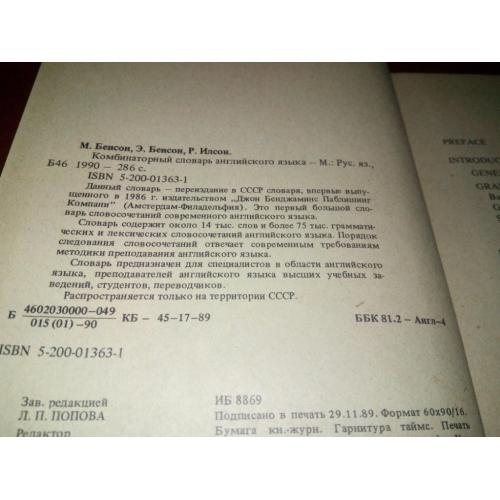 М. Бенсон, Э. Бенсон, Р. Илсон.
Комбинаторный словарь английского языка – М.: Рус. яз.,
Б46 1990 – 286 с.
ISBN 5-200-01363-1
Данный словарь – переиздание в СССР словаря, впервые выпу-
щенного в 1986 г. издательством "Джон Бенджаминс Паблишинг
Компани" (Амстердам-Филадельфия). Это первый большой сло-
варь словосочетаний современного английского языка.
Словарь содержит около 14 тыс. слов и более 75 тыс. граммати-
ческих и лексических словосочетаний английского языка. Порядок
следования словосочетаний отвечает современным требованиям
методики преподавания английского языка.
Словарь предназначен для специалистов в области английского
языка, преподавателей английского языка высших учебных за-
ведений, студентов, переводчиков.
Распространяется только на территории СССР.
Б 4602030000-049 КБ – 45-17-89 ББК 81.2 – Англ-4
015 (01) -90
ISBN 5-200-01363-1
Зав. редакцией
Л. П. ПОПОВА
Редактор
ИБ 8869
Подписано в печать 29.11.89. Формат 60х90/16.
Бумага кн.-журн. Гарнитура таймс. Печать
PREFACE